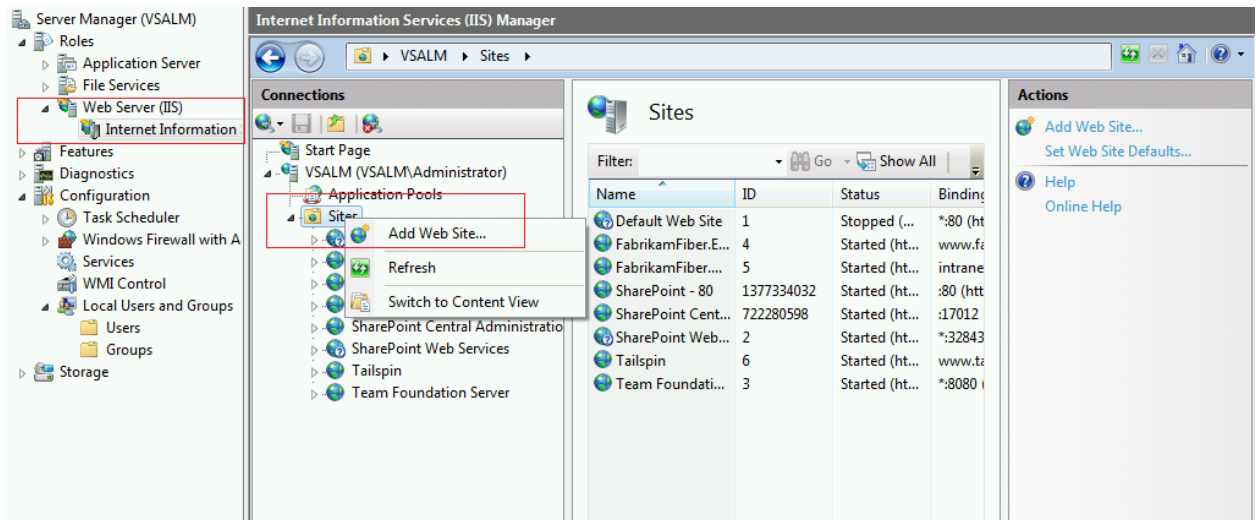 Server Manager (VSALM)
Roles
Application Server
File Services
Web Server (IIS)
Internet Information
Features
Diagnostics
Configuration
Task Scheduler
Windows Firewall with A
Services
WMI Control
Local Users and Groups
Users
Groups
Storage
Internet Information Services (IIS) Manager
VSALM Sites
Connections
Start Page
VSALM (VSALM\Administrator)
Application Pools
Sites
Add Web Site...
Refresh
Switch to Content View
SharePoint Central Administratio
SharePoint Web Services
Tailspin
Team Foundation Server
Sites
Filter: Go Show All
Name ID Status Binding
Default Web Site 1 Stopped (... *:80 (ht
FabrikamFiber.E... 4 Started (ht... www.fa
FabrikamFiber.... 5 Started (ht... intrane
SharePoint - 80 1377334032 Started (ht... :80 (htt
SharePoint Cent... 722280598 Started (ht... :17012
SharePoint Web... 2 Started (ht... *:32843
Tailspin 6 Started (ht... www.ta
Team Foundati... 3 Started (ht... *:8080 (
Actions
Add Web Site...
Set Web Site Defaults...
Help
Online Help